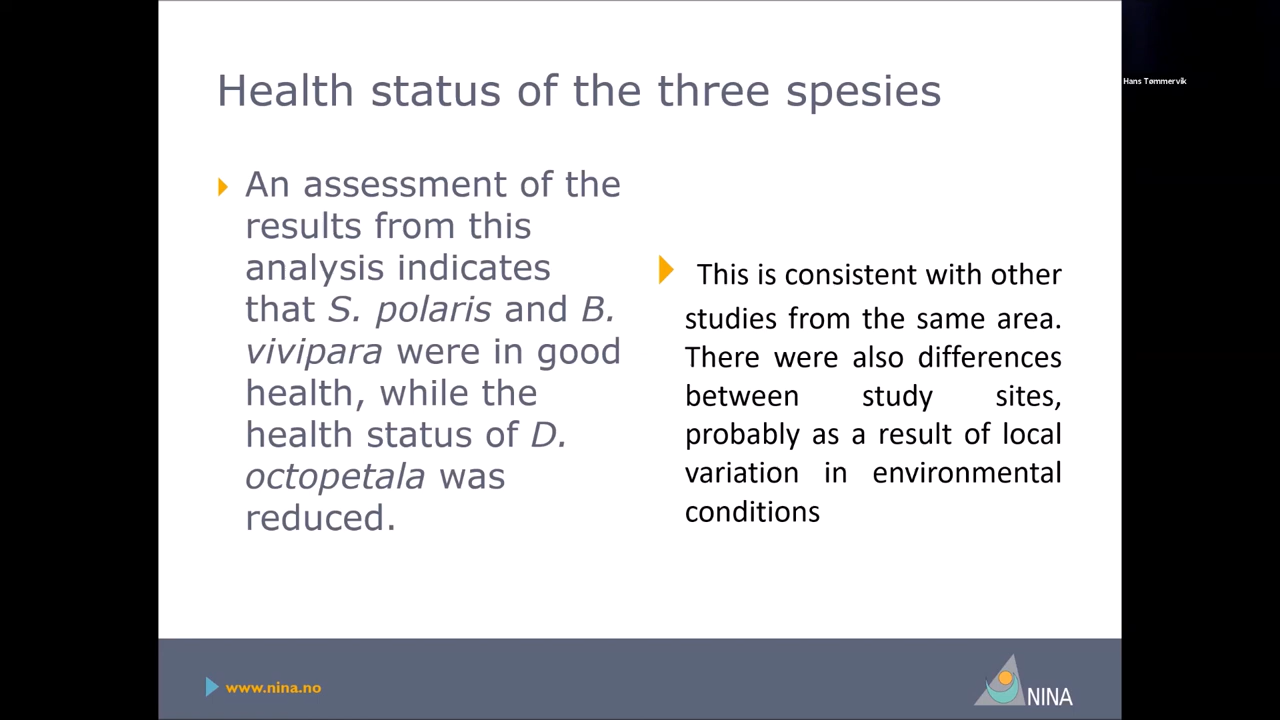 Health status of the three spesies
An assessment of the
results from this
analysis indicates
that S. polaris and B.
vivipara were in good
health, while the
health status of D.
octopetala was
reduced.
This is consistent with other
studies from the same area.
There were also differences
between study sites,
probably as a result of local
variation in environmental
conditions
www.nina.no
NINA
Hans Tømmervik